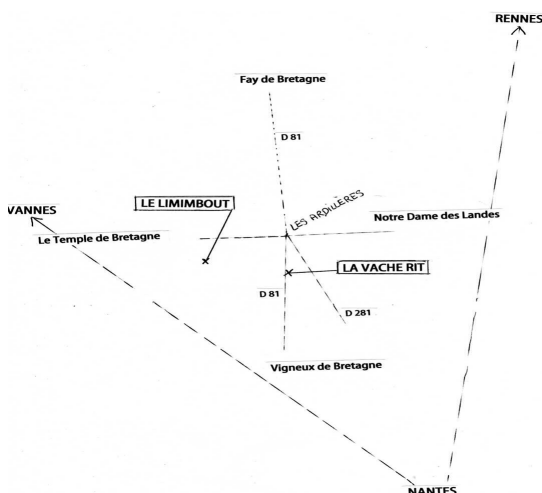 RENNES
Fay de Bretagne
D 81
LES ARDILLÈRES
LE LIMIMBOUT
VANNES
Notre Dame des Landes
Le Temple de Bretagne
LA VACHE RIT
D 81
D 281
Vigneux de Bretagne
NANTES